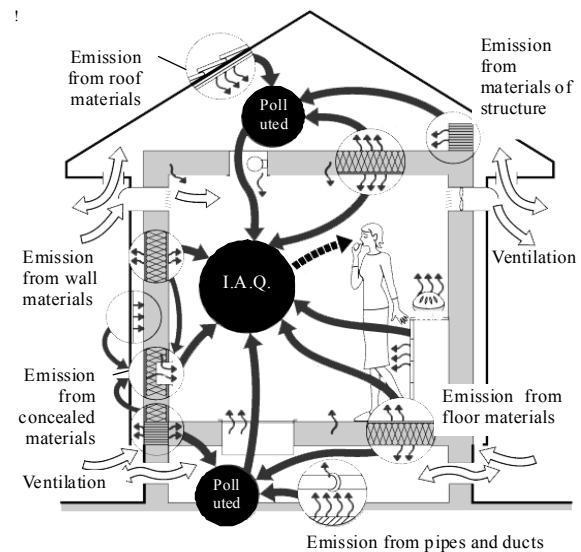 !
Emission
from roof
materials
Emission
from
materials of
structure
Poll
uted
Emission
from wall
materials
I.A.Q.
Ventilation
Emission
from
concealed
materials
Emission from
floor materials
Ventilation
Poll
uted
Emission from pipes and ducts